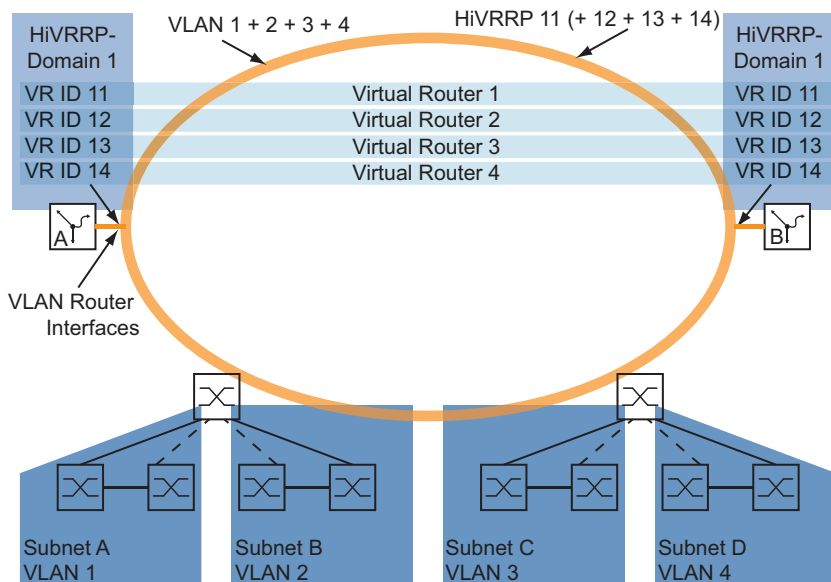 VLAN 1 + 2 + 3 + 4
HiVRRP 11 (+ 12 + 13 + 14)
HiVRRP-
Domain 1
HiVRRP-
Domain 1
VR ID 11
Virtual Router 1
VR ID 11
VR ID 12
Virtual Router 2
VR ID 12
VR ID 13
Virtual Router 3
VR ID 13
VR ID 14
Virtual Router 4
VR ID 14
A
B
VLAN Router
Interfaces
Subnet A
VLAN 1
Subnet B
VLAN 2
Subnet C
VLAN 3
Subnet D
VLAN 4